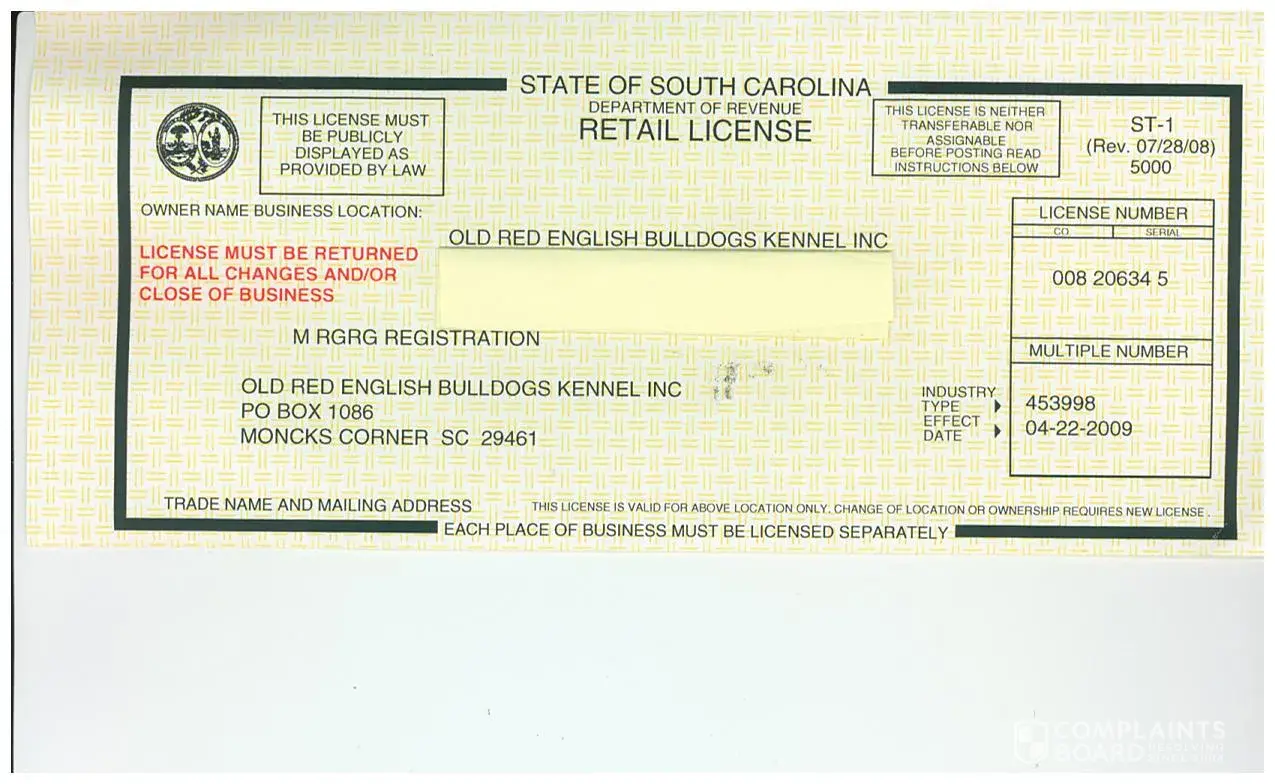 STATE OF SOUTH CAROLINA
DEPARTMENT OF REVENUE
RETAIL LICENSE
THIS LICENSE MUST
BE PUBLICLY
DISPLAYED AS
PROVIDED BY LAW
THIS LICENSE IS NEITHER
TRANSFERABLE NOR
ASSIGNABLE
BEFORE POSTING READ
INSTRUCTIONS BELOW
ST-1
(Rev. 07/28/08)
5000
OWNER NAME BUSINESS LOCATION:
LICENSE MUST BE RETURNED
FOR ALL CHANGES AND/OR
CLOSE OF BUSINESS
OLD RED ENGLISH BULLDOGS KENNEL INC
LICENSE NUMBER
CO. SERIAL
008 20634 5
M RGRG REGISTRATION
MULTIPLE NUMBER
OLD RED ENGLISH BULLDOGS KENNEL INC
PO BOX 1086
MONCKS CORNER SC 29461
INDUSTRY
TYPE 453998
EFFECT
DATE 04-22-2009
TRADE NAME AND MAILING ADDRESS
THIS LICENSE IS VALID FOR ABOVE LOCATION ONLY. CHANGE OF LOCATION OR OWNERSHIP REQUIRES NEW LICENSE.
EACH PLACE OF BUSINESS MUST BE LICENSED SEPARATELY
COMPLAINTS
BOARD